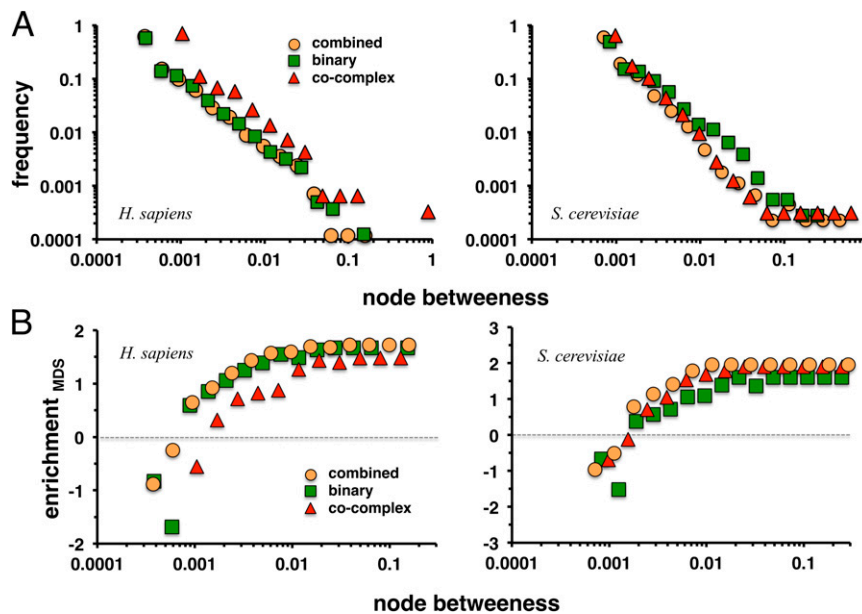 A
frequency
1
0.1
0.01
0.001
0.0001
combined
binary
co-complex
H. sapiens
0.0001
0.001
0.01
0.1
1
1
0.1
0.01
0.001
0.0001
S. cerevisiae
0.0001
0.001
0.01
0.1
node betweeness
B
enrichment MDS
2
1
0
-1
-2
H. sapiens
combined
binary
co-complex
0.0001
0.001
0.01
0.1
3
2
1
0
-1
-2
-3
S. cerevisiae
0.0001
0.001
0.01
0.1
node betweeness